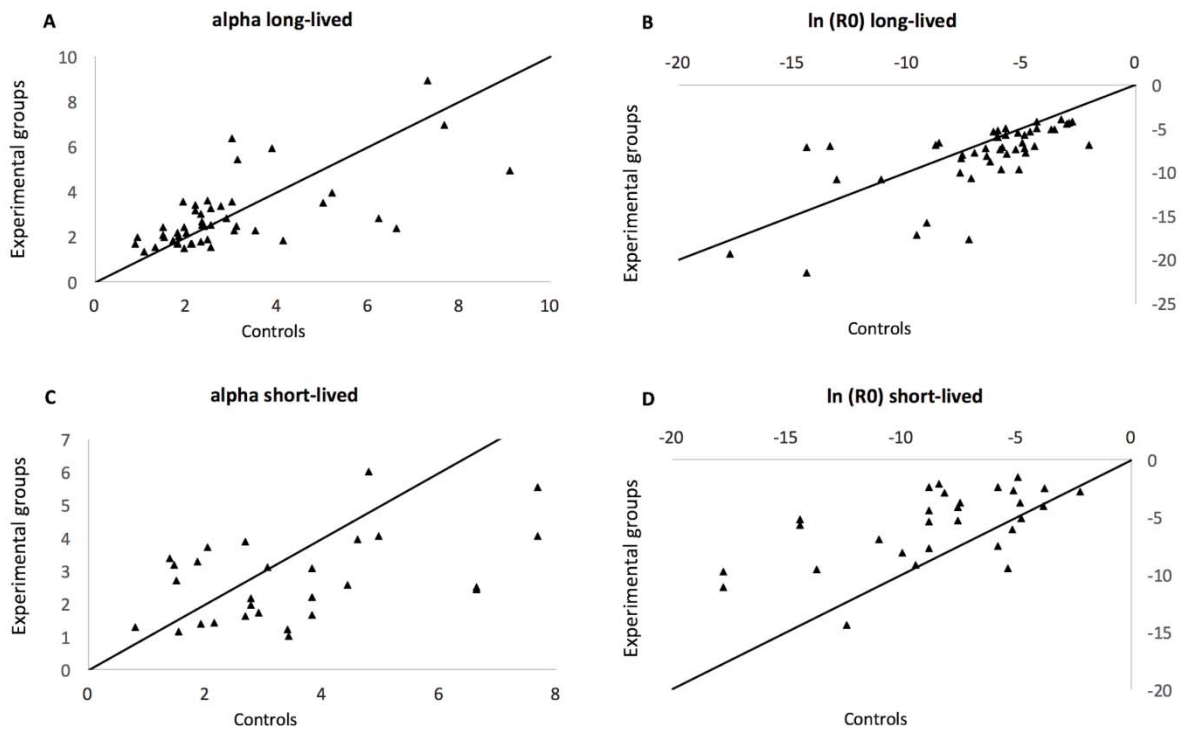 A
alpha long-lived
Experimental groups
10
8
6
4
2
0
0 2 4 6 8 10
Controls
B
ln (R0) long-lived
-20 -15 -10 -5 0
Experimental groups
0
-5
-10
-15
-20
-25
Controls
C
alpha short-lived
Experimental groups
7
6
5
4
3
2
1
0
0 2 4 6 8
Controls
D
ln (R0) short-lived
-20 -15 -10 -5 0
Experimental groups
0
-5
-10
-15
-20
Controls